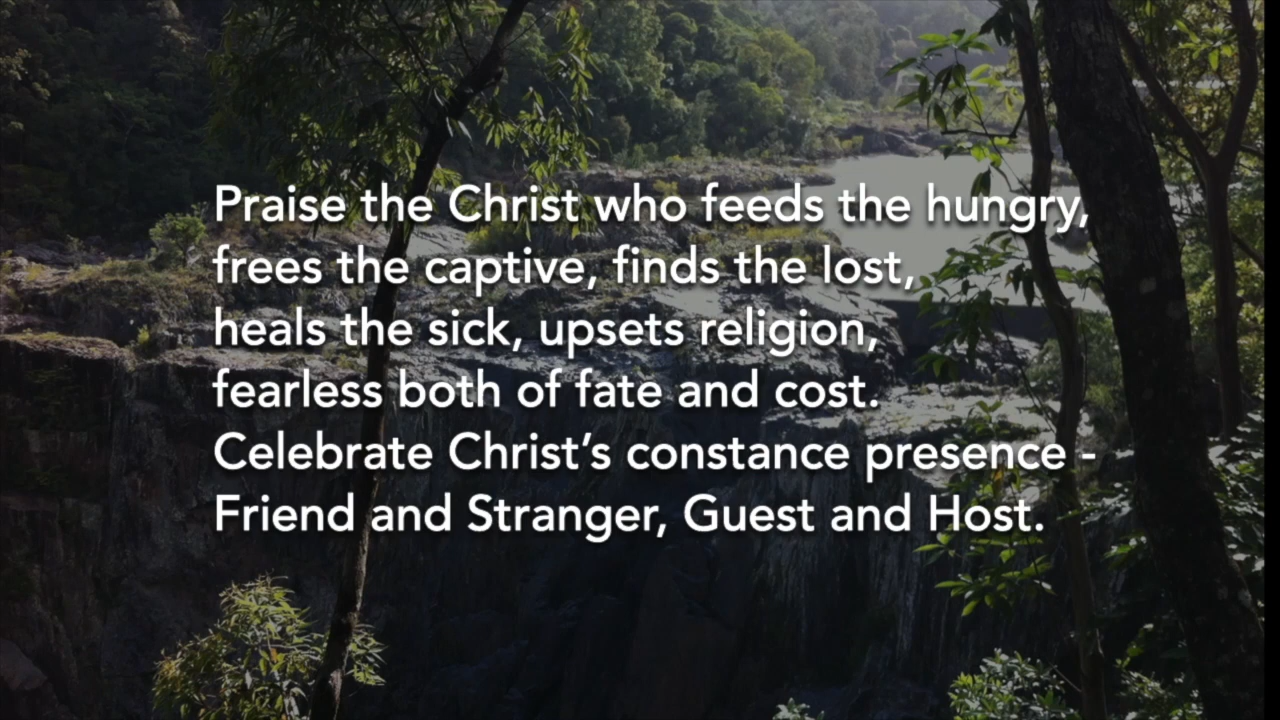 Praise the Christ who feeds the hungry,
frees the captive, finds the lost,
heals the sick, upsets religion,
fearless both of fate and cost.
Celebrate Christ’s constance presence -
Friend and Stranger, Guest and Host.